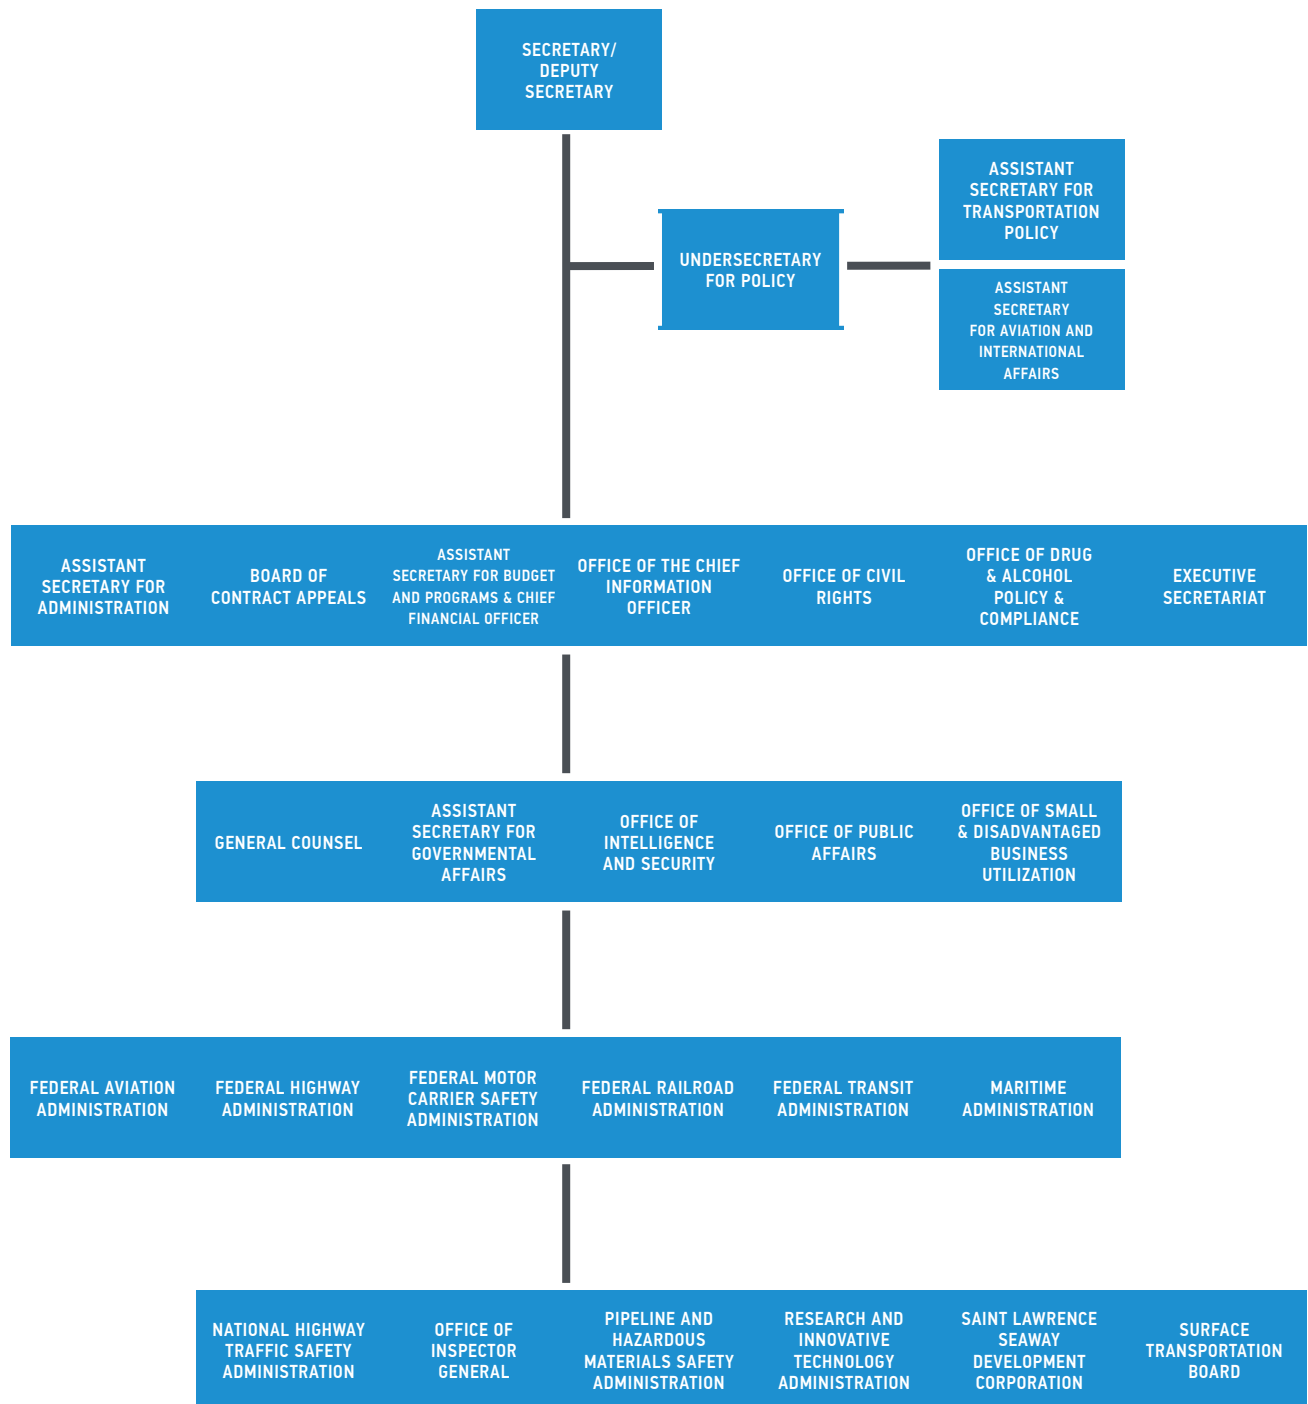 SECRETARY/
DEPUTY
SECRETARY
ASSISTANT
SECRETARY FOR
TRANSPORTATION
POLICY
UNDERSECRETARY
FOR POLICY
ASSISTANT
SECRETARY
FOR AVIATION AND
INTERNATIONAL
AFFAIRS
ASSISTANT
SECRETARY FOR
ADMINISTRATION
BOARD OF
CONTRACT APPEALS
ASSISTANT
SECRETARY FOR BUDGET
AND PROGRAMS & CHIEF
FINANCIAL OFFICER
OFFICE OF THE CHIEF
INFORMATION
OFFICER
OFFICE OF CIVIL
RIGHTS
OFFICE OF DRUG
& ALCOHOL
POLICY &
COMPLIANCE
EXECUTIVE
SECRETARIAT
GENERAL COUNSEL
ASSISTANT
SECRETARY FOR
GOVERNMENTAL
AFFAIRS
OFFICE OF
INTELLIGENCE
AND SECURITY
OFFICE OF PUBLIC
AFFAIRS
OFFICE OF SMALL
& DISADVANTAGED
BUSINESS
UTILIZATION
FEDERAL AVIATION
ADMINISTRATION
FEDERAL HIGHWAY
ADMINISTRATION
FEDERAL MOTOR
CARRIER SAFETY
ADMINISTRATION
FEDERAL RAILROAD
ADMINISTRATION
FEDERAL TRANSIT
ADMINISTRATION
MARITIME
ADMINISTRATION
NATIONAL HIGHWAY
TRAFFIC SAFETY
ADMINISTRATION
OFFICE OF
INSPECTOR
GENERAL
PIPELINE AND
HAZARDOUS
MATERIALS SAFETY
ADMINISTRATION
RESEARCH AND
INNOVATIVE
TECHNOLOGY
ADMINISTRATION
SAINT LAWRENCE
SEAWAY
DEVELOPMENT
CORPORATION
SURFACE
TRANSPORTATION
BOARD